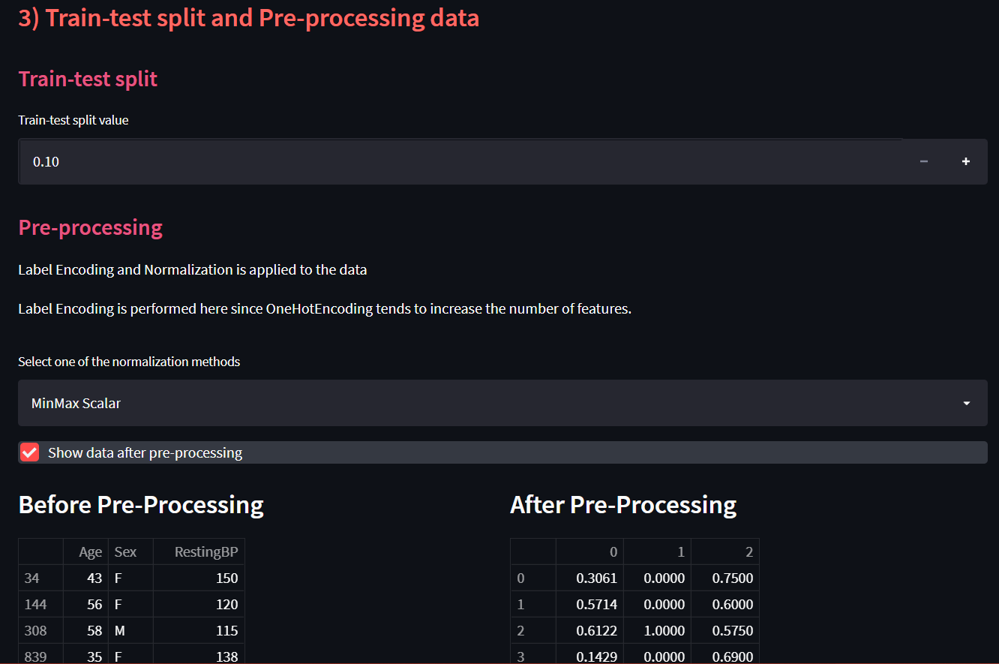 3) Train-test split and Pre-processing data
Train-test split
Train-test split value
0.10
Pre-processing
Label Encoding and Normalization is applied to the data
Label Encoding is performed here since OneHotEncoding tends to increase the number of features.
Select one of the normalization methods
MinMax Scalar
Show data after pre-processing
Before Pre-Processing
Age Sex RestingBP
34 43 F 150
144 56 F 120
308 58 M 115
839 35 F 138
After Pre-Processing
0 1 2
0 0.3061 0.0000 0.7500
1 0.5714 0.0000 0.6000
2 0.6122 1.0000 0.5750
3 0.1429 0.0000 0.6900